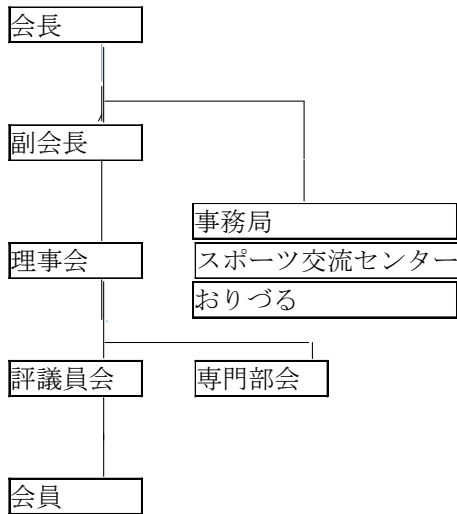 会長
副会長
事務局
理事会
スポーツ交流センター
おりづる
評議員会
専門部会
会員